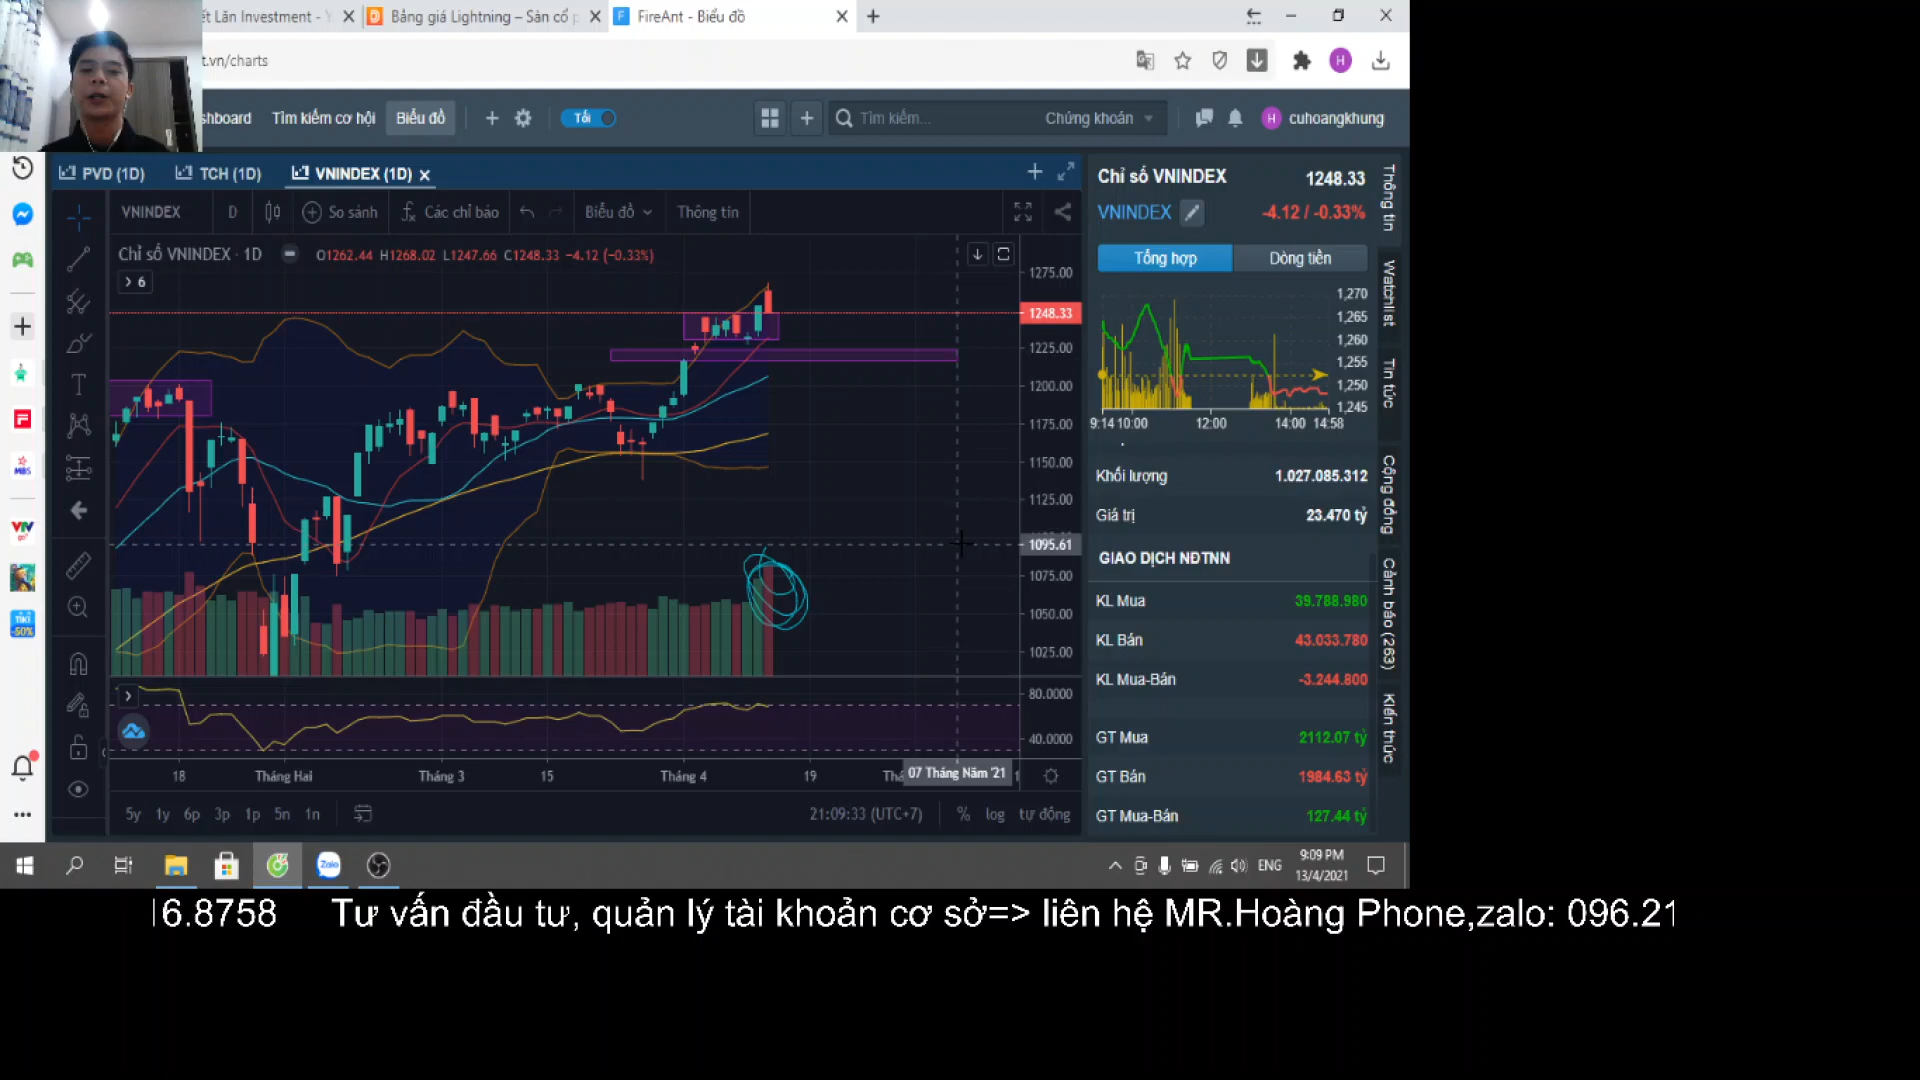 ết Lăn Investment - Y
Bảng giá Lightning – Sàn cổ p
FireAnt - Biểu đồ
t.vn/charts
H
shboard
Tìm kiếm cơ hội
Biểu đồ
Tối
Tìm kiếm...
Chứng khoán
H
cuhoangkhung
PVD (1D)
TCH (1D)
VNINDEX (1D)
VNINDEX
D
So sánh
Các chỉ báo
Biểu đồ
Thông tin
Chỉ số VNINDEX · 1D
O1262.44 H1268.02 L1247.66 C1248.33 −4.12 (−0.33%)
6
1275.00
1248.33
1225.00
1200.00
1175.00
1150.00
1125.00
1095.61
1075.00
1050.00
1025.00
80.0000
40.0000
18
Tháng Hai
Tháng 3
15
Tháng 4
19
07 Tháng Năm '21
5y 1y 6p 3p 1p 5n 1n
21:09:33 (UTC+7)
% log tự động
Chỉ số VNINDEX
1248.33
VNINDEX
-4.12 / -0.33%
Tổng hợp
Dòng tiền
1,270
1,265
1,260
1,255
1,250
1,245
9:14 10:00 12:00 14:00 14:58
Khối lượng 1.027.085.312
Giá trị 23.470 tỷ
GIAO DỊCH NĐTNN
KL Mua 39.788.980
KL Bán 43.033.780
KL Mua-Bán -3.244.800
GT Mua 2112.07 tỷ
GT Bán 1984.63 tỷ
GT Mua-Bán 127.44 tỷ
Thông tin
Watchlist
Tin tức
Cộng đồng
Cảnh báo (263)
Kiến thức
MBS
VTV
go
TIKI
-50%
Zalo
ENG
9:09 PM
13/4/2021
6.8758 Tư vấn đầu tư, quản lý tài khoản cơ sở=> liên hệ MR.Hoàng Phone,zalo: 096.21